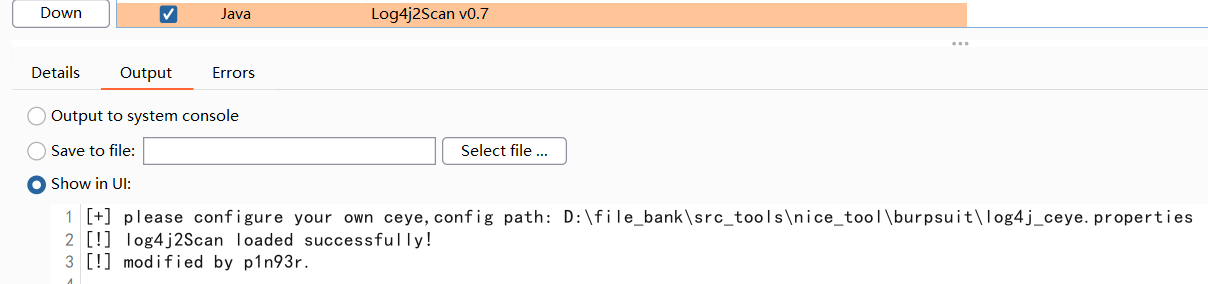 Down Java Log4j2Scan v0.7
Details Output Errors
Output to system console
Save to file: Select file ...
Show in UI:
1 [+] please configure your own ceye,config path: D:\file_bank\src_tools\nice_tool\burpsuit\log4j_ceye.properties
2 [!] log4j2Scan loaded successfully!
3 [!] modified by p1n93r.
4